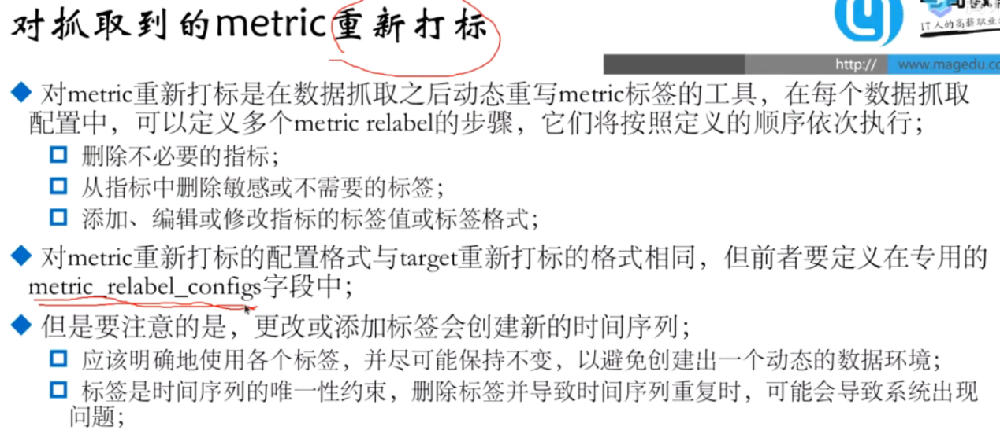 对抓取到的metric重新打标
IT人的高薪职业
http:// www.magedu.co
对metric重新打标是在数据抓取之后动态重写metric标签的工具，在每个数据抓取
配置中，可以定义多个metric relabel的步骤，它们将按照定义的顺序依次执行；
删除不必要的指标；
从指标中删除敏感或不需要的标签；
添加、编辑或修改指标的标签值或标签格式；
对metric重新打标的配置格式与target重新打标的格式相同，但前者要定义在专用的
metric_relabel_configs字段中；
但是要注意的是，更改或添加标签会创建新的时间序列；
应该明确地使用各个标签，并尽可能保持不变，以避免创建出一个动态的数据环境；
标签是时间序列的唯一性约束，删除标签并导致时间序列重复时，可能会导致系统出现
问题；